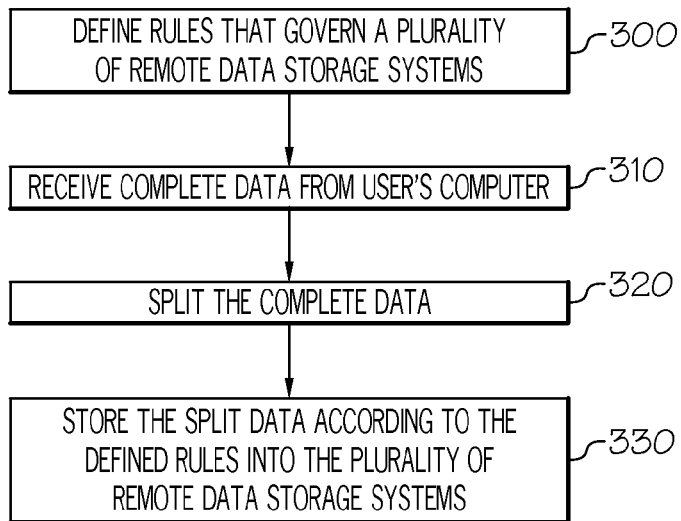 DEFINE RULES THAT GOVERN A PLURALITY
OF REMOTE DATA STORAGE SYSTEMS
300
RECEIVE COMPLETE DATA FROM USER'S COMPUTER
310
SPLIT THE COMPLETE DATA
320
STORE THE SPLIT DATA ACCORDING TO THE
DEFINED RULES INTO THE PLURALITY OF
REMOTE DATA STORAGE SYSTEMS
330